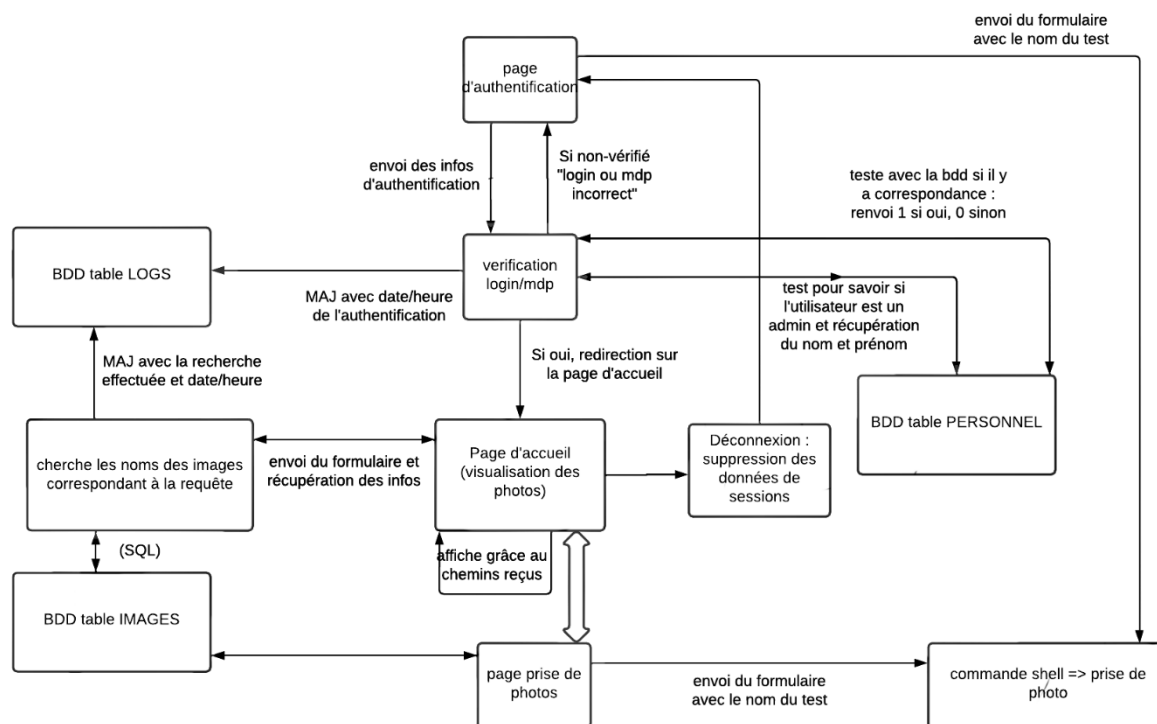 envoi du formulaire
avec le nom du test
page
d'authentification
envoi des infos
d'authentification
Si non-vérifié
"login ou mdp
incorrect"
teste avec la bdd si il y
a correspondance :
renvoi 1 si oui, 0 sinon
BDD table LOGS
verification
login/mdp
MAJ avec date/heure
de l'authentification
test pour savoir si
l'utilisateur est un
admin et récupération
du nom et prénom
MAJ avec la recherche
effectuée et date/heure
Si oui, redirection sur
la page d'accueil
BDD table PERSONNEL
cherche les noms des images
correspondant à la requête
envoi du formulaire et
récupération des infos
Page d'accueil
(visualisation des
photos)
Déconnexion :
suppression des
données de
sessions
(SQL)
affiche grâce au
chemins reçus
BDD table IMAGES
page prise de
photos
envoi du formulaire
avec le nom du test
commande shell => prise de
photo